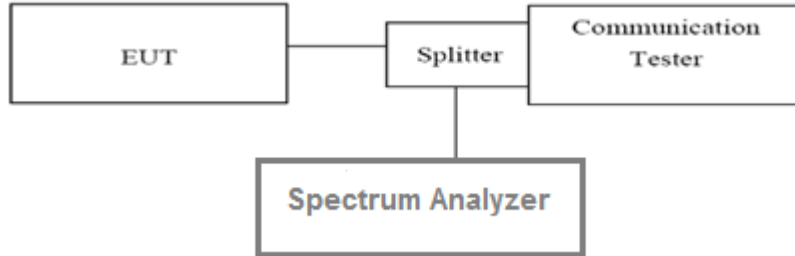 EUT
Splitter
Communication
Tester
Spectrum Analyzer